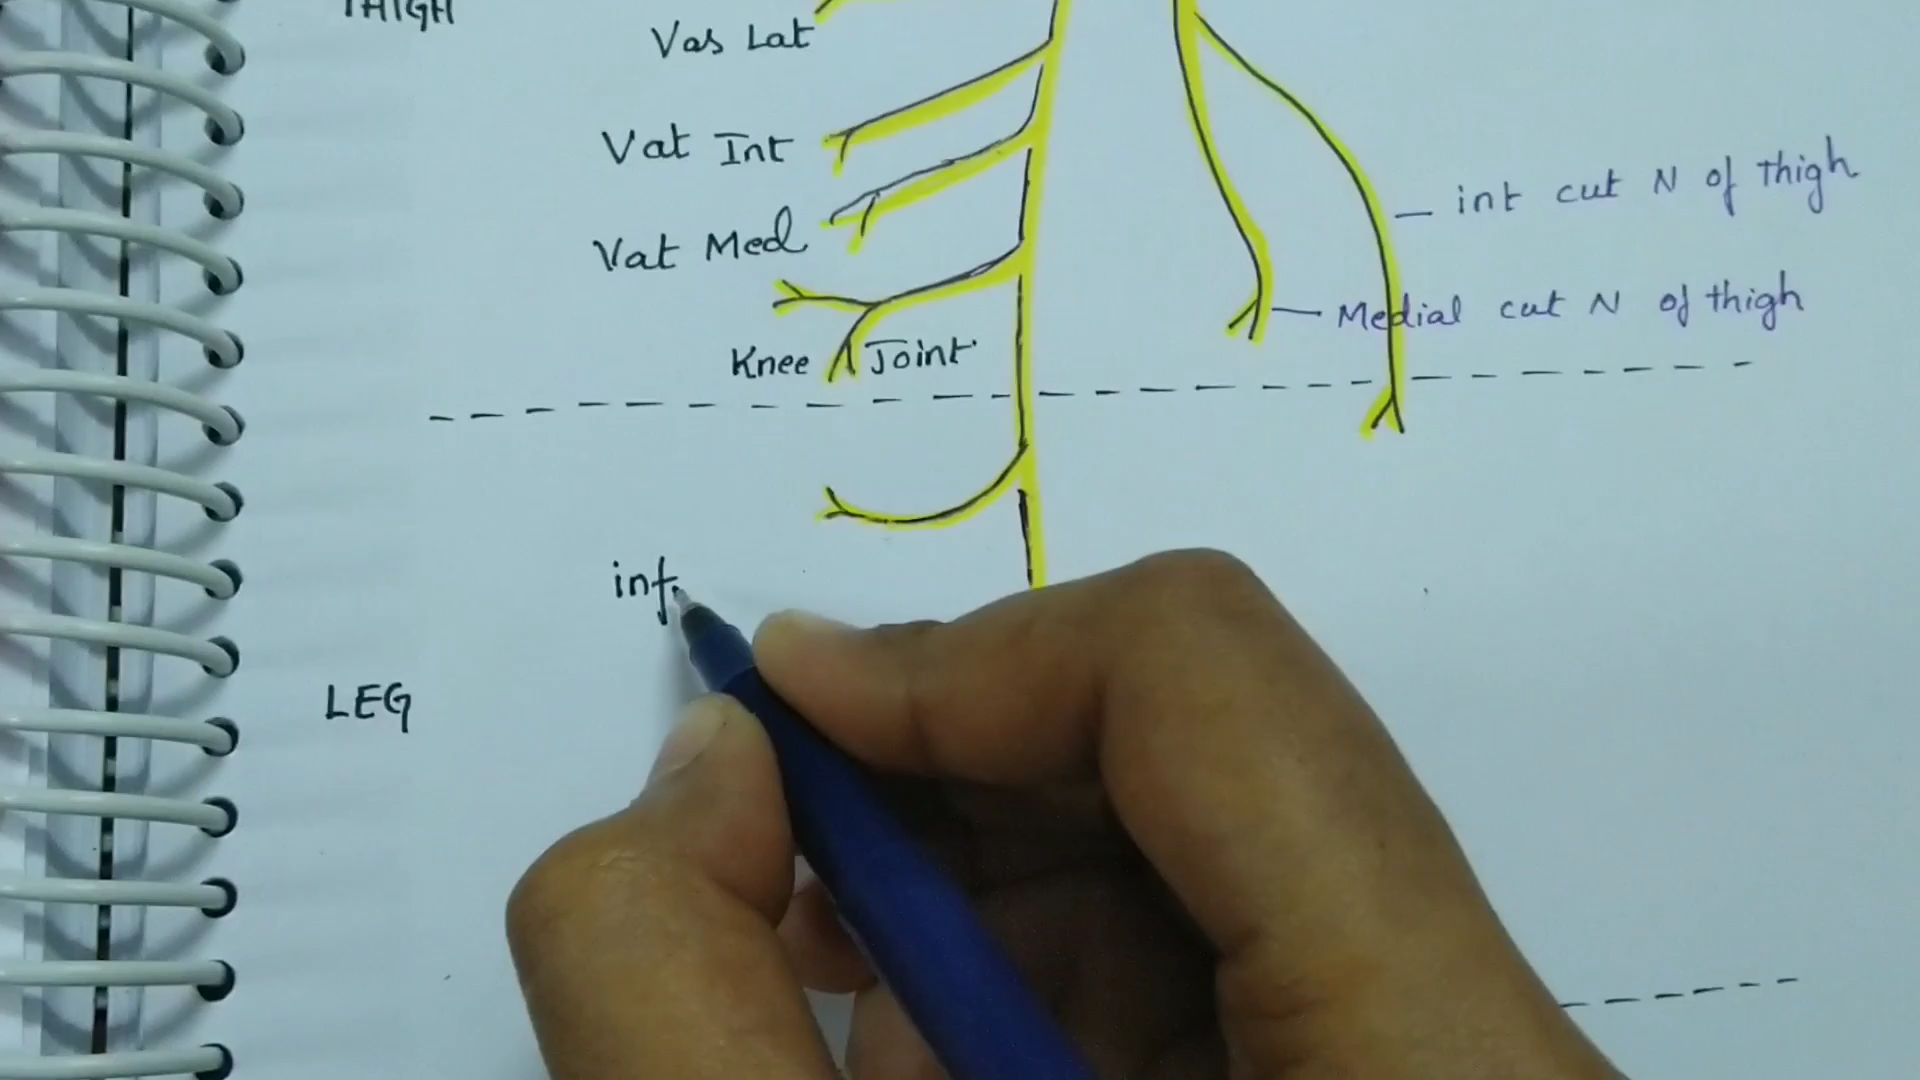 THIGH
Vas Lat
Vat Int
Vat Med
Knee Joint
int cut N of thigh
Medial cut N of thigh
inf
LEG